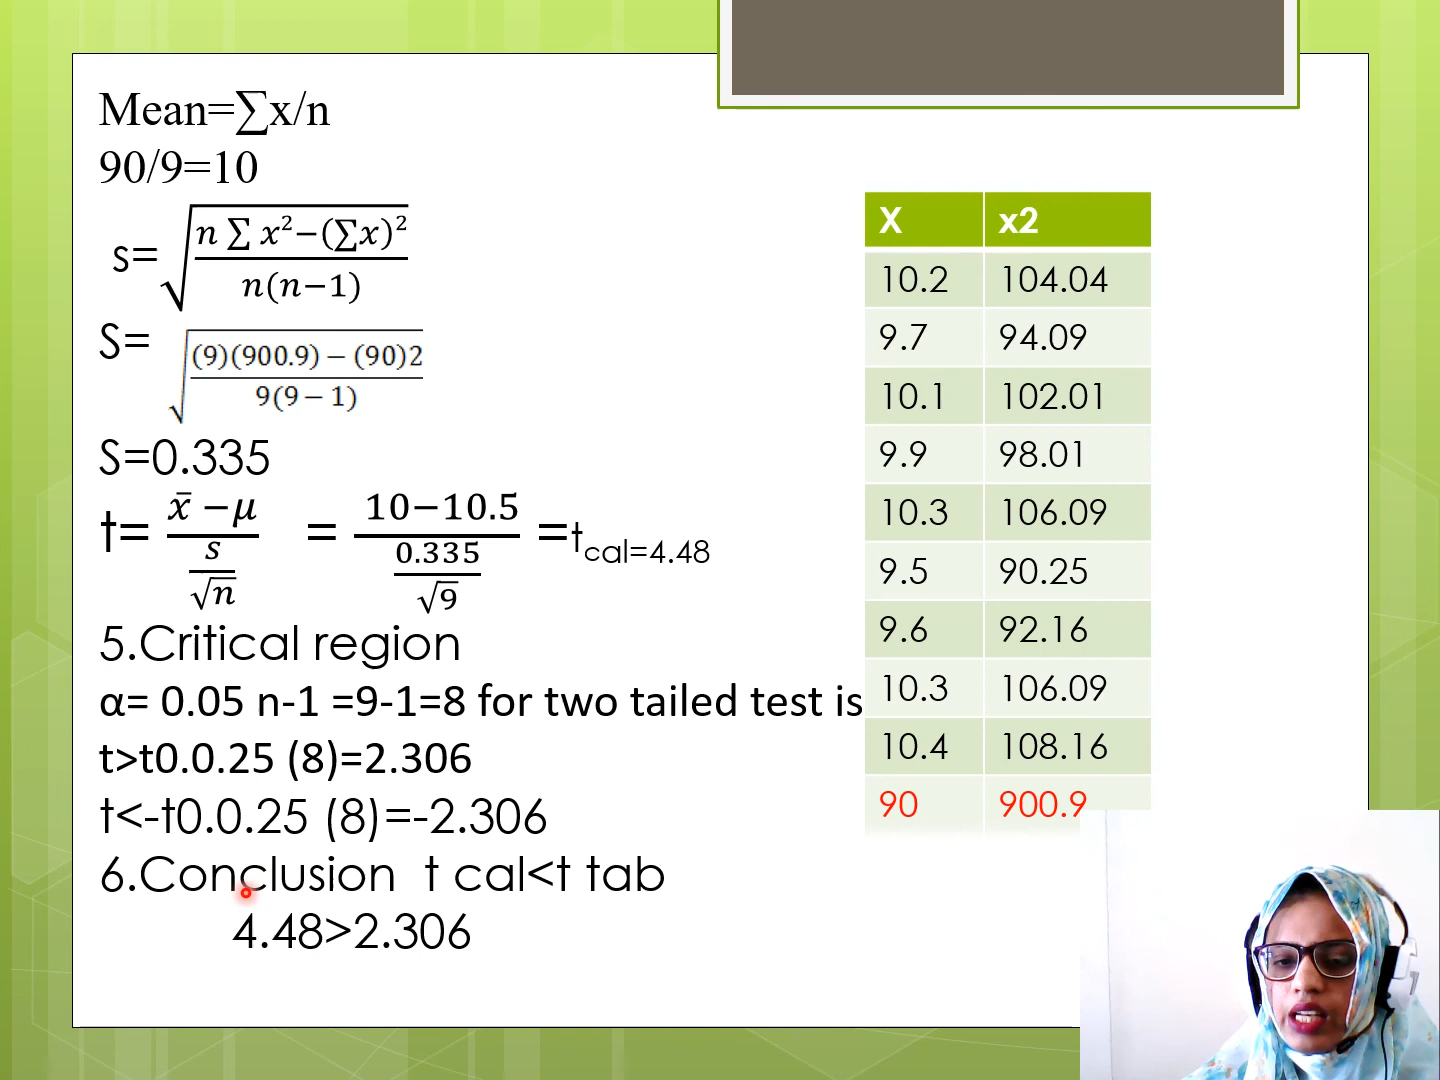 Mean=∑x/n
90/9=10
s=√((n ∑ x²−(∑x)²)/(n(n−1)))
S= √(((9)(900.9) − (90)2)/(9(9 − 1)))
S=0.335
t= (x̄ −μ)/(s/√n) = (10−10.5)/(0.335/√9) =tcal=4.48
5.Critical region
α= 0.05 n-1 =9-1=8 for two tailed test is
t>t0.0.25 (8)=2.306
t<-t0.0.25 (8)=-2.306
6.Conclusion t cal<t tab
4.48>2.306
X x2
10.2 104.04
9.7 94.09
10.1 102.01
9.9 98.01
10.3 106.09
9.5 90.25
9.6 92.16
10.3 106.09
10.4 108.16
90 900.9